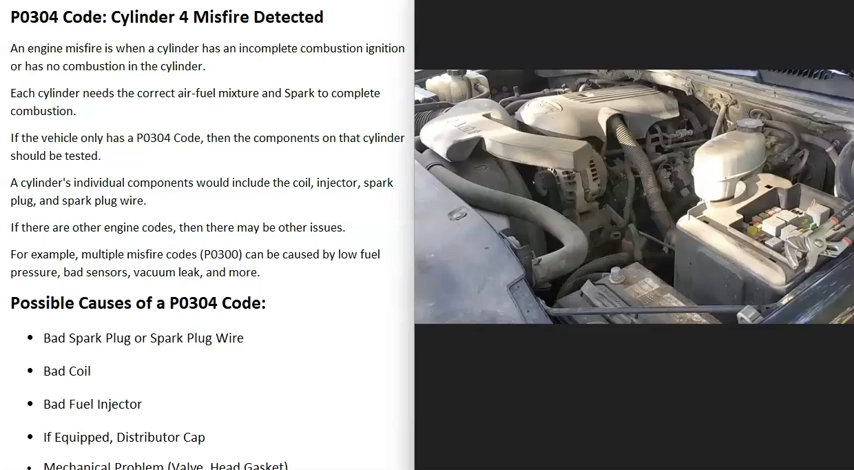 P0304 Code: Cylinder 4 Misfire Detected
An engine misfire is when a cylinder has an incomplete combustion ignition
or has no combustion in the cylinder.
Each cylinder needs the correct air-fuel mixture and Spark to complete
combustion.
If the vehicle only has a P0304 Code, then the components on that cylinder
should be tested.
A cylinder's individual components would include the coil, injector, spark
plug, and spark plug wire.
If there are other engine codes, then there may be other issues.
For example, multiple misfire codes (P0300) can be caused by low fuel
pressure, bad sensors, vacuum leak, and more.
Possible Causes of a P0304 Code:
• Bad Spark Plug or Spark Plug Wire
• Bad Coil
• Bad Fuel Injector
• If Equipped, Distributor Cap
• Mechanical Problem (Valve, Head Gasket)